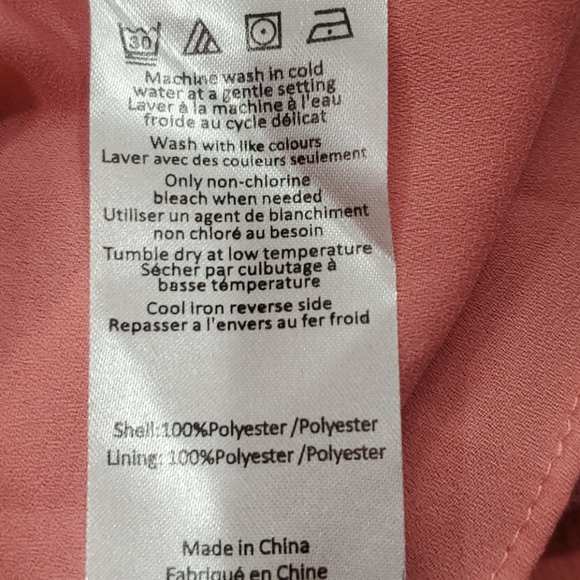 30
Machine wash in cold
water at a gentle setting
Laver à la machine à l'eau
froide au cycle délicat
Wash with like colours
Laver avec des couleurs seulement
Only non-chlorine
bleach when needed
Utiliser un agent de blanchiment
non chloré au besoin
Tumble dry at low temperature
Sécher par culbutage à
basse température
Cool iron reverse side
Repasser a l'envers au fer froid
Shell:100%Polyester /Polyester
Lining: 100%Polyester /Polyester
Made in China
Fabriqué en Chine